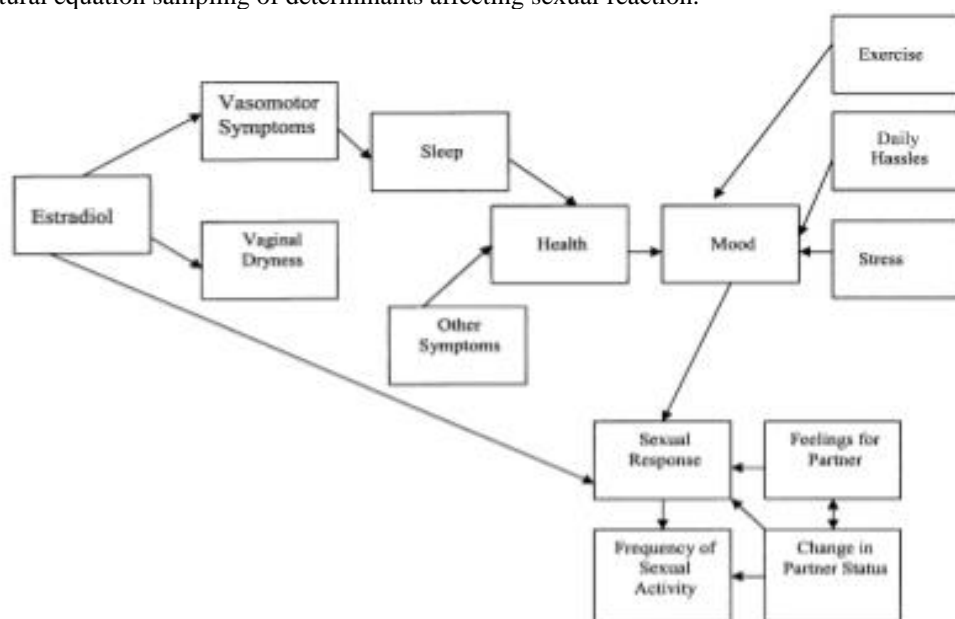 tural equation sampling of determinants affecting sexual reaction.
Exercise
Vasomotor
Symptoms
Daily
Hassles
Sleep
Estradiol
Vaginal
Dryness
Health
Mood
Stress
Other
Symptoms
Sexual
Response
Feelings for
Partner
Frequency of
Sexual
Activity
Change in
Partner Status